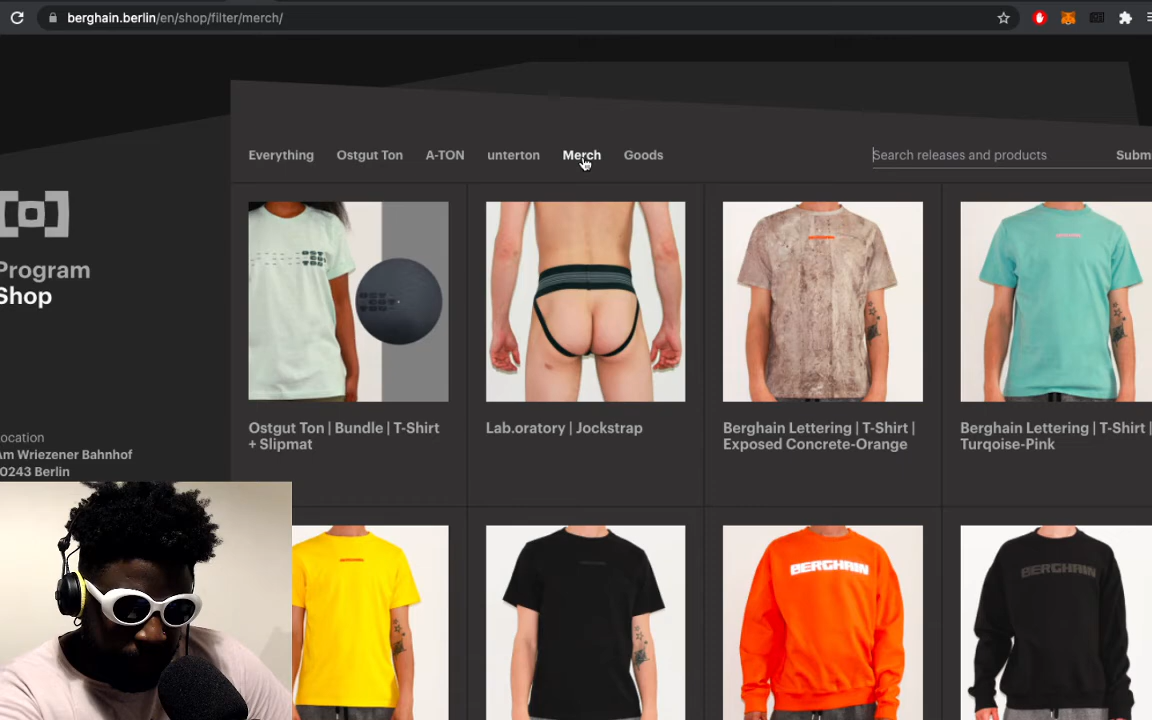 berghain.berlin/en/shop/filter/merch/
Everything Ostgut Ton A-TON unterton Merch Goods
Search releases and products Subm
Program
Shop
Ostgut Ton | Bundle | T-Shirt
+ Slipmat
Lab.oratory | Jockstrap
Berghain Lettering | T-Shirt |
Exposed Concrete-Orange
Berghain Lettering | T-Shirt |
Turqoise-Pink
ocation
Am Wriezener Bahnhof
0243 Berlin
BERGHAIN
BERGHAIN